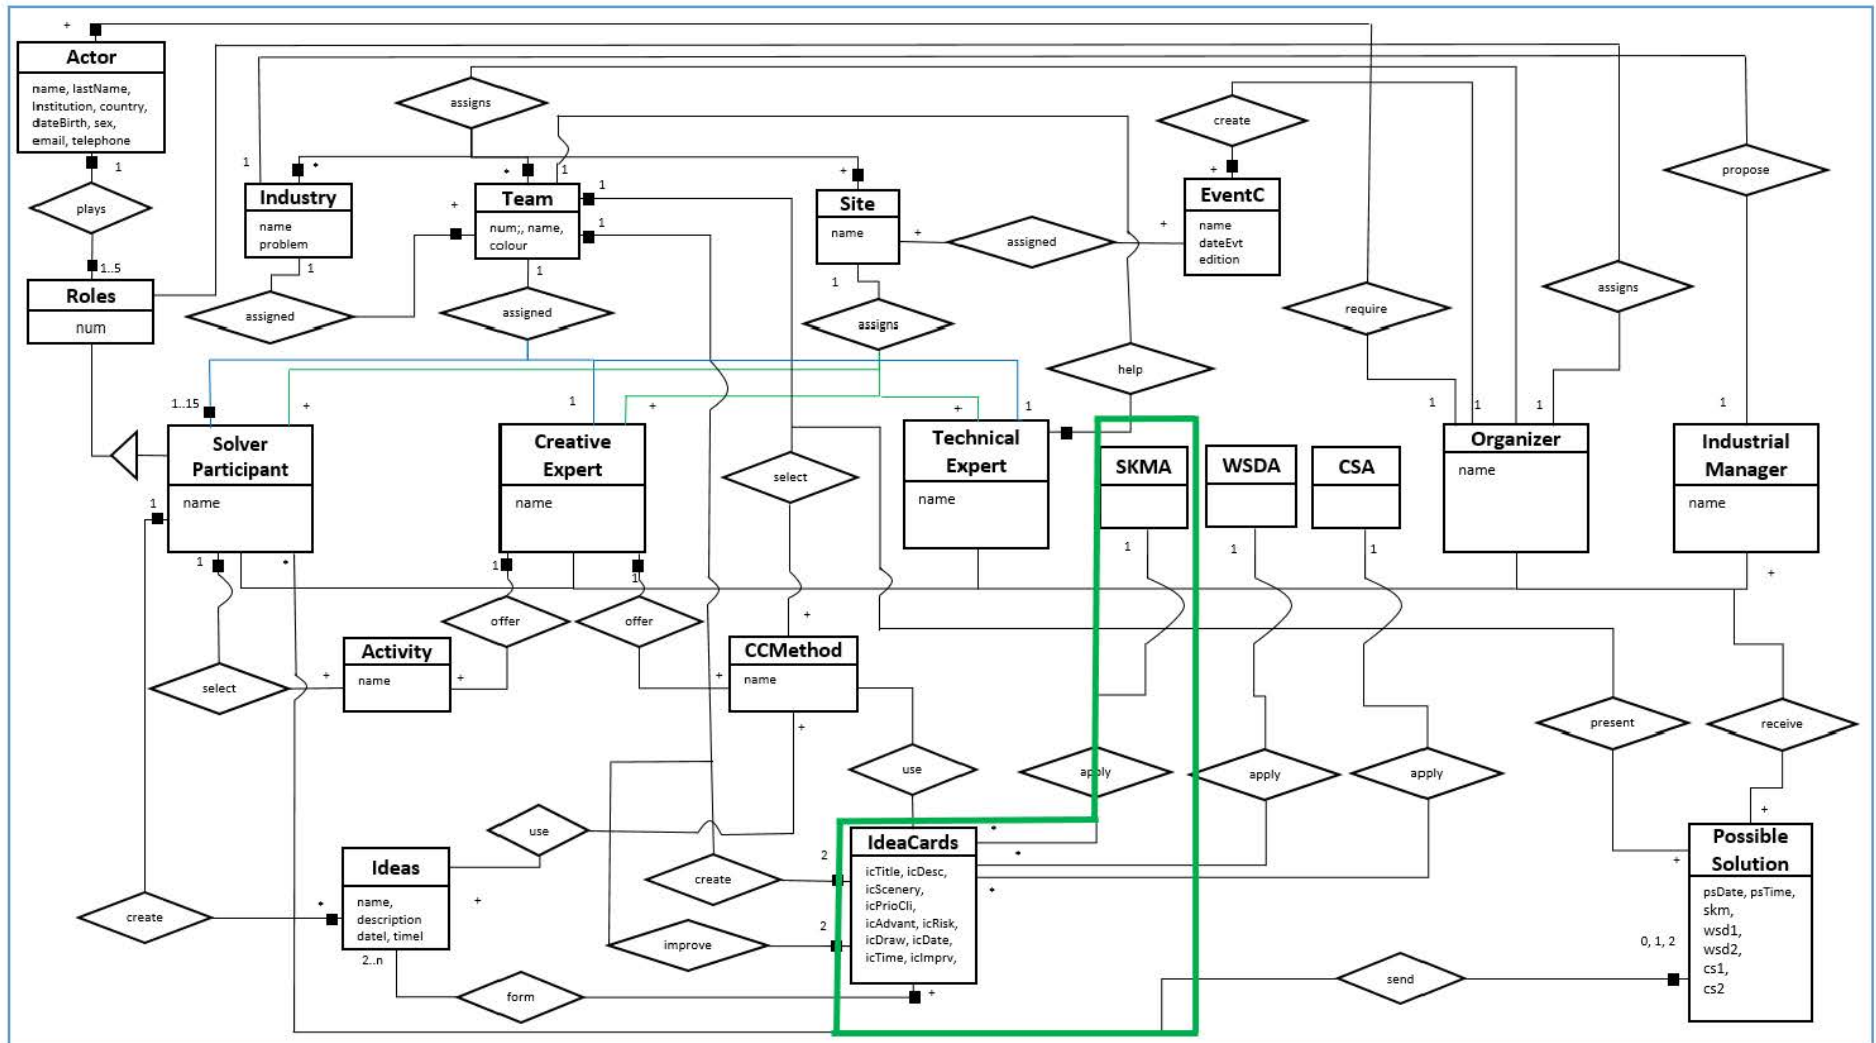 +
Actor
name, lastName,
Institution, country,
dateBirth, sex,
email, telephone
1
plays
1..5
Roles
num
assigns
create
propose
1
*
*
1
1
+
+
Industry
name
problem
1
+
Team
num;, name,
colour
1
1
Site
name
+
1
assigned
+
EventC
name
dateEvt
edition
assigned
assigned
assigns
require
assigns
help
1..15
+
1
+
+
1
1
1
1
1
Solver
Participant
name
Creative
Expert
name
select
Technical
Expert
name
SKMA
WSDA
CSA
Organizer
name
Industrial
Manager
name
1
1
*
1
1
1
1
1
+
offer
offer
+
select
+
Activity
name
+
+
CCMethod
name
+
present
receive
use
apply
apply
apply
use
+
create
*
Ideas
name,
description
dateI, timeI
2..n
+
create
2
improve
2
form
+
IdeaCards
icTitle, icDesc,
icScenery,
icPrioCli,
icAdvant, icRisk,
icDraw, icDate,
icTime, icImprv,
*
*
*
send
0, 1, 2
+
Possible
Solution
psDate, psTime,
skm,
wsd1,
wsd2,
cs1,
cs2